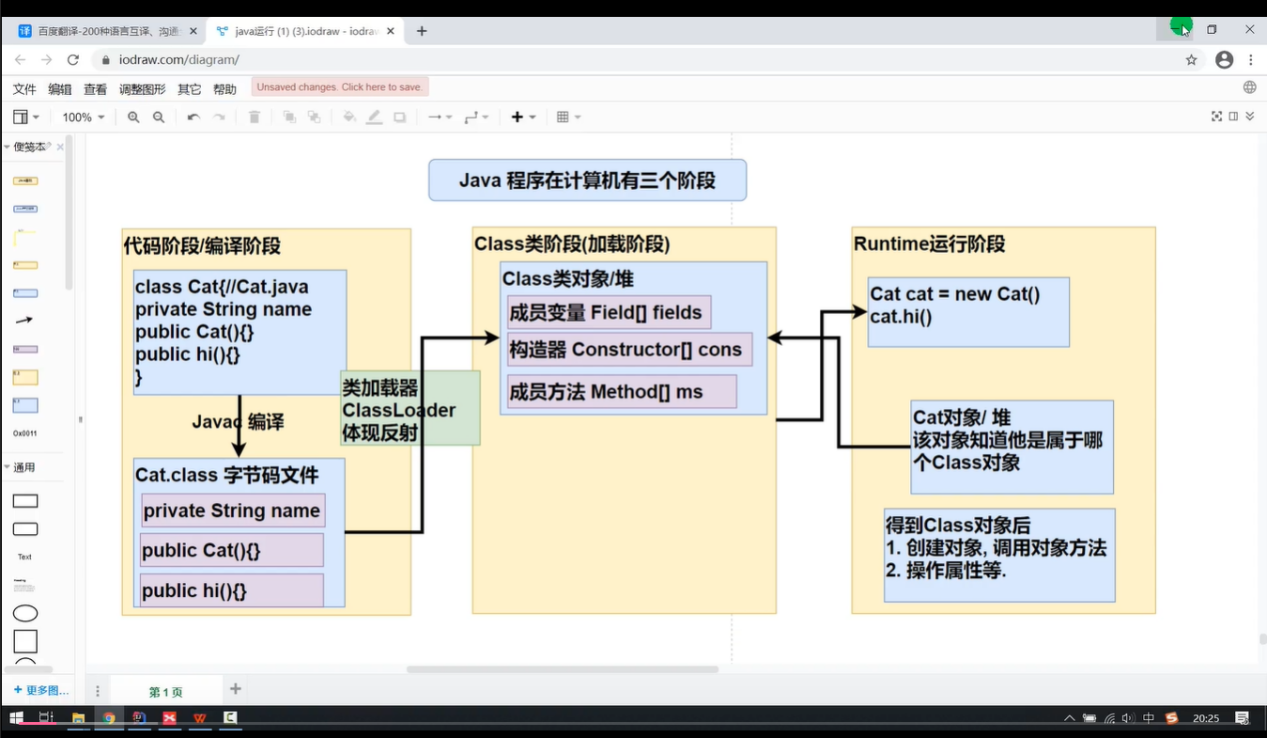 百度翻译-200种语言互译、沟通
java运行 (1) (3).iodraw - iodraw
iodraw.com/diagram/
文件 编辑 查看 调整图形 其它 帮助
Unsaved changes. Click here to save.
100%
便笺本
Java 程序在计算机有三个阶段
代码阶段/编译阶段
class Cat{//Cat.java
private String name
public Cat(){}
public hi(){}
}
Javac 编译
Cat.class 字节码文件
private String name
public Cat(){}
public hi(){}
类加载器
ClassLoader
体现反射
Class类阶段(加载阶段)
Class类对象/堆
成员变量 Field[] fields
构造器 Constructor[] cons
成员方法 Method[] ms
Runtime运行阶段
Cat cat = new Cat()
cat.hi()
Cat对象/ 堆
该对象知道他是属于哪
个Class对象
得到Class对象后
1. 创建对象, 调用对象方法
2. 操作属性等.
0x0011
通用
Text
+ 更多图...
第 1 页
中
20:25